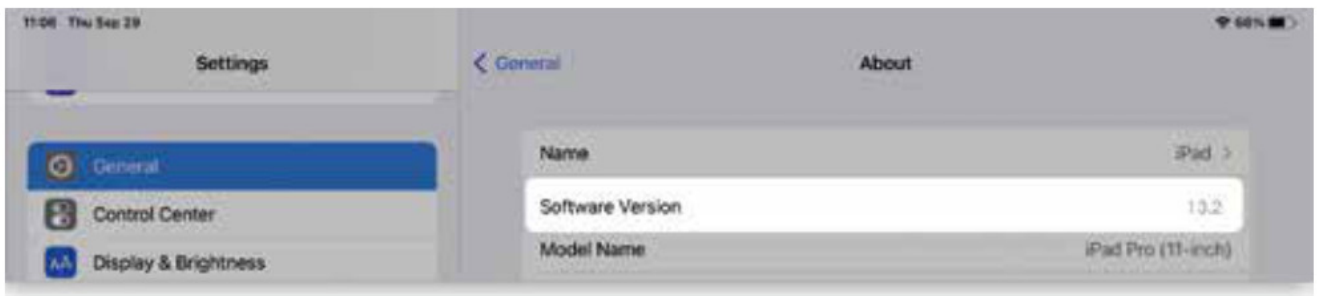 11:06 Thu Sep 29
68%
Settings
General
About
General
Control Center
Display & Brightness
Name
iPad
Software Version
13.2
Model Name
iPad Pro (11-inch)